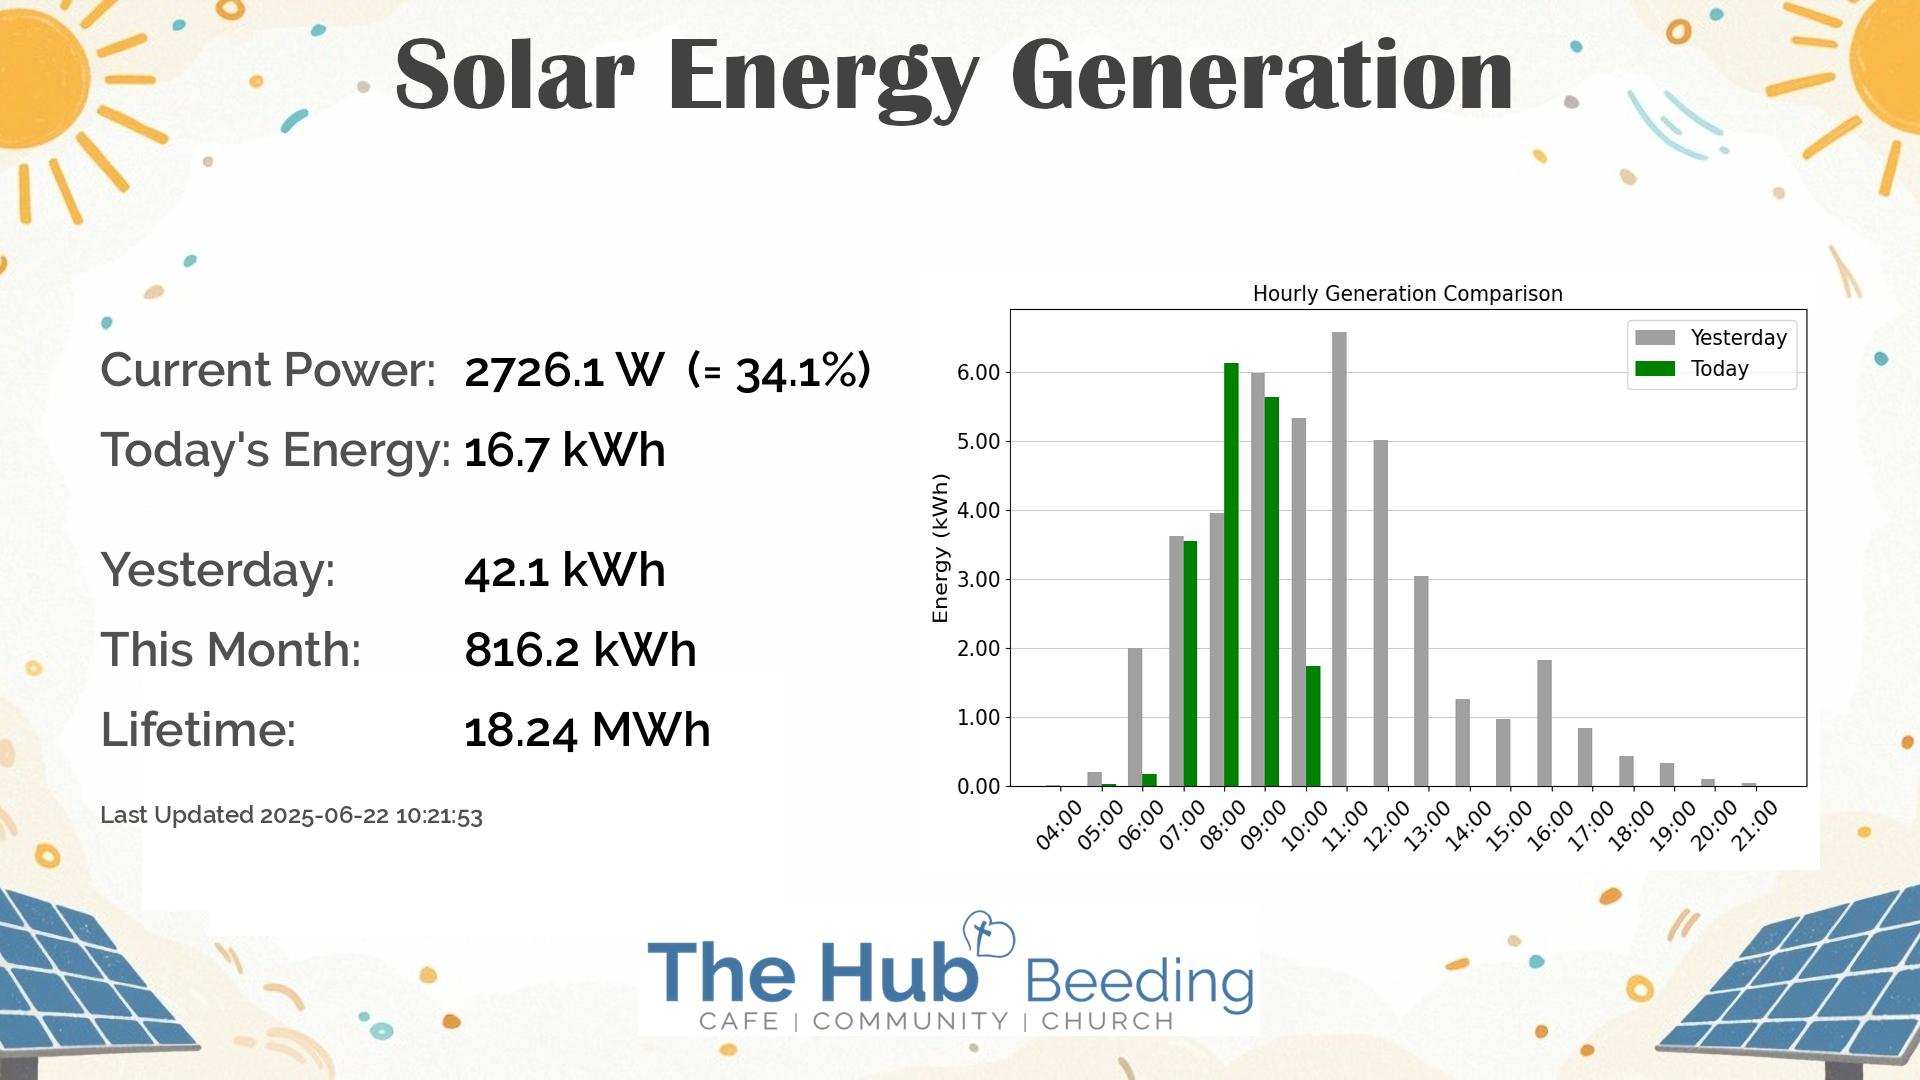 Solar Energy Generation
Current Power: 2726.1 W (= 34.1%)
Today's Energy: 16.7 kWh
Yesterday: 42.1 kWh
This Month: 816.2 kWh
Lifetime: 18.24 MWh
Last Updated 2025-06-22 10:21:53
Hourly Generation Comparison
Yesterday
Today
Energy (kWh)
6.00
5.00
4.00
3.00
2.00
1.00
0.00
04:00 05:00 06:00 07:00 08:00 09:00 10:00 11:00 12:00 13:00 14:00 15:00 16:00 17:00 18:00 19:00 20:00 21:00
The Hub Beeding
CAFE | COMMUNITY | CHURCH